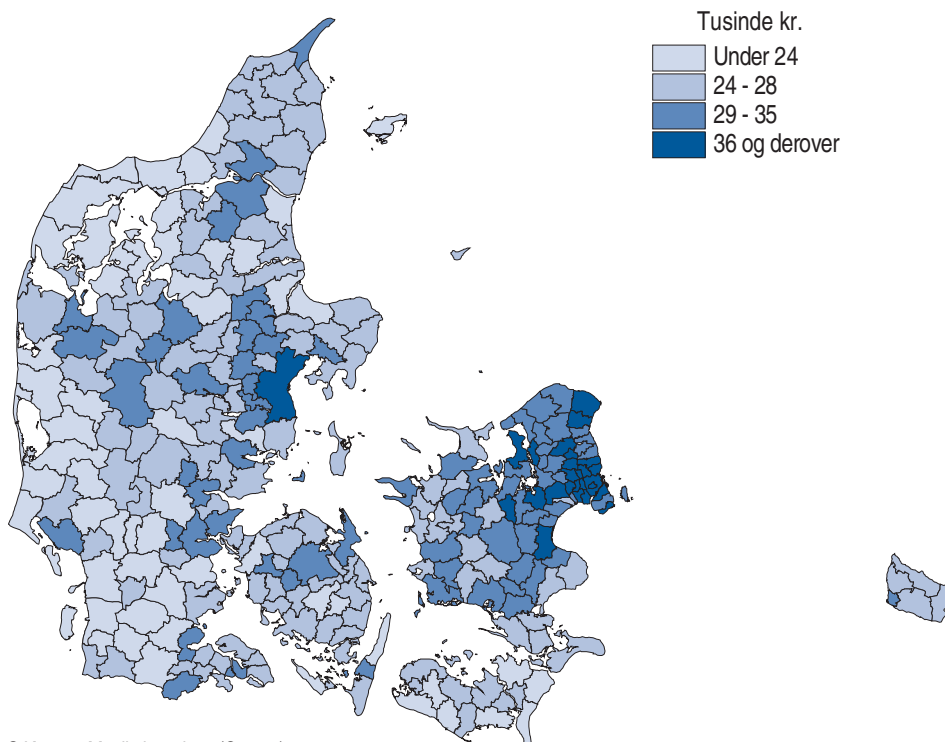 Tusinde kr.
Under 24
24 - 28
29 - 35
36 og derover